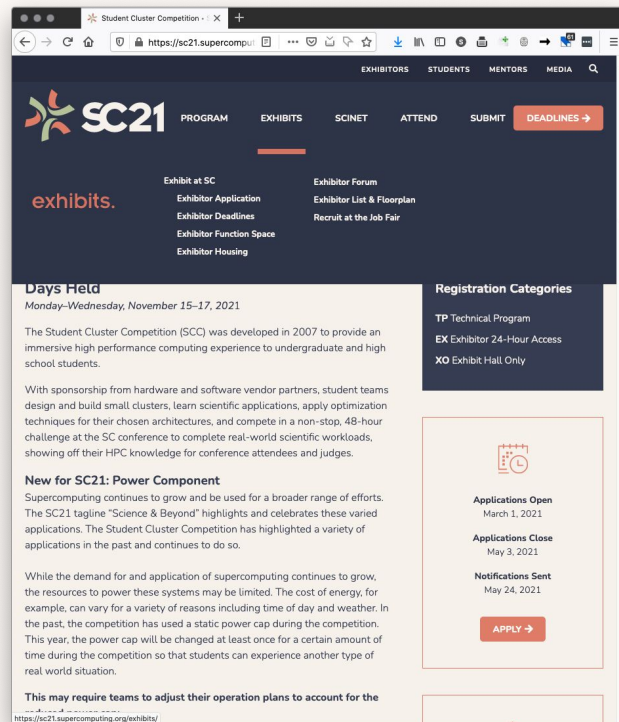 Student Cluster Competition • S
https://sc21.supercomput
61
EXHIBITORS STUDENTS MENTORS MEDIA
SC21 PROGRAM EXHIBITS SCINET ATTEND SUBMIT DEADLINES →
exhibits.
Exhibit at SC
Exhibitor Application
Exhibitor Deadlines
Exhibitor Function Space
Exhibitor Housing
Exhibitor Forum
Exhibitor List & Floorplan
Recruit at the Job Fair
Days Held
Monday–Wednesday, November 15–17, 2021
The Student Cluster Competition (SCC) was developed in 2007 to provide an
immersive high performance computing experience to undergraduate and high
school students.
With sponsorship from hardware and software vendor partners, student teams
design and build small clusters, learn scientific applications, apply optimization
techniques for their chosen architectures, and compete in a non-stop, 48-hour
challenge at the SC conference to complete real-world scientific workloads,
showing off their HPC knowledge for conference attendees and judges.
New for SC21: Power Component
Supercomputing continues to grow and be used for a broader range of efforts.
The SC21 tagline “Science & Beyond” highlights and celebrates these varied
applications. The Student Cluster Competition has highlighted a variety of
applications in the past and continues to do so.
While the demand for and application of supercomputing continues to grow,
the resources to power these systems may be limited. The cost of energy, for
example, can vary for a variety of reasons including time of day and weather. In
the past, the competition has used a static power cap during the competition.
This year, the power cap will be changed at least once for a certain amount of
time during the competition so that students can experience another type of
real world situation.
This may require teams to adjust their operation plans to account for the
https://sc21.supercomputing.org/exhibits/
Registration Categories
TP Technical Program
EX Exhibitor 24-Hour Access
XO Exhibit Hall Only
Applications Open
March 1, 2021
Applications Close
May 3, 2021
Notifications Sent
May 24, 2021
APPLY →